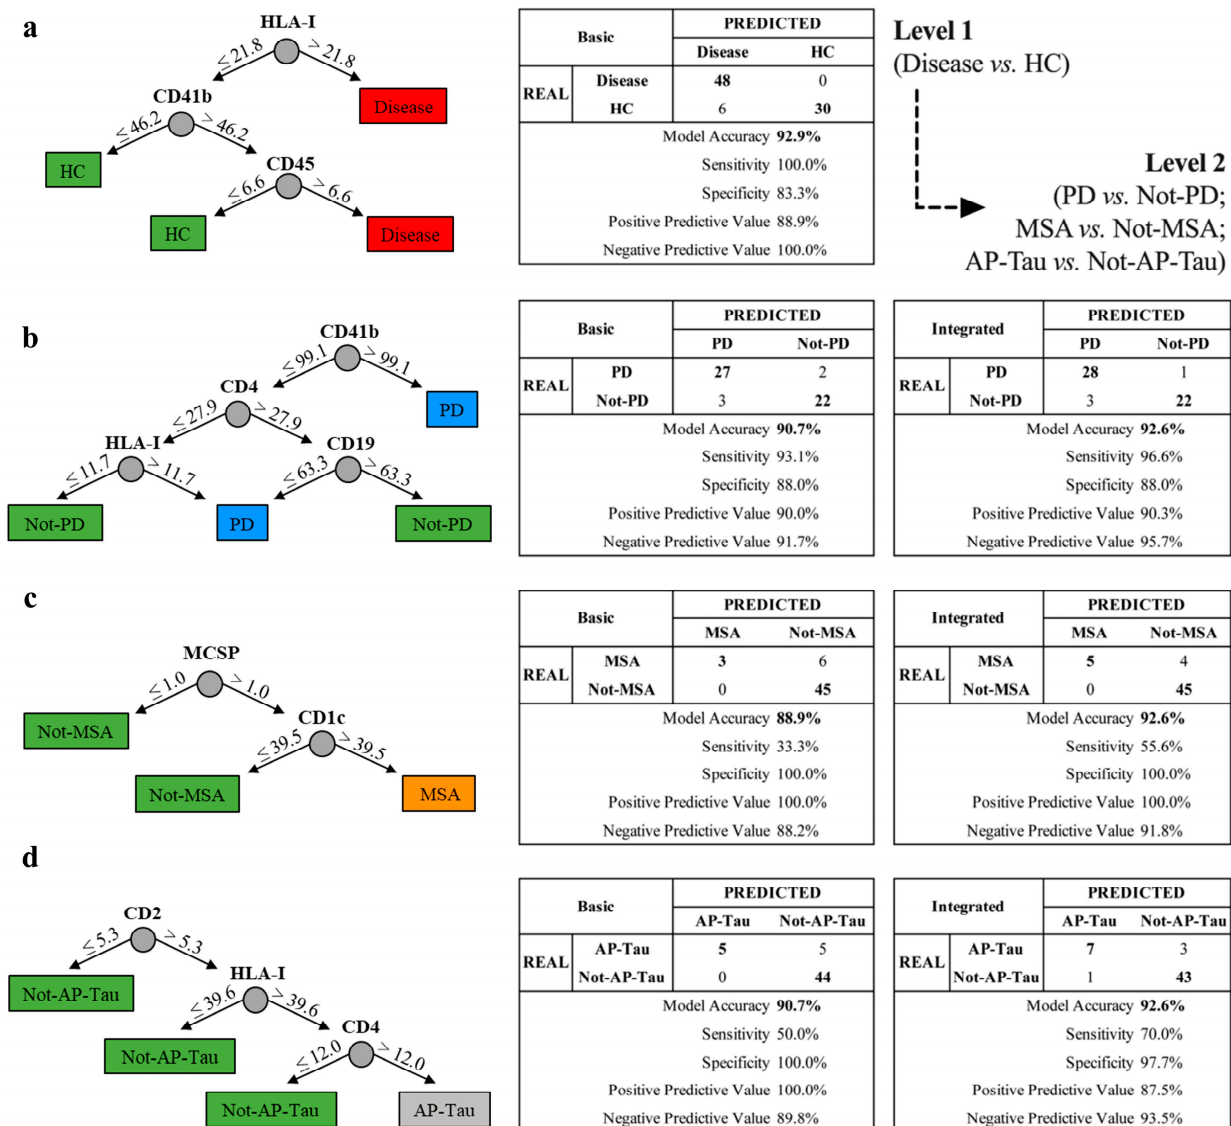 a
HLA-I
≤21.8 > 21.8
CD41b
Disease
≤46.2 > 46.2
HC
CD45
≤6.6 > 6.6
HC
Disease
Basic
PREDICTED
Disease HC
REAL
Disease 48 0
HC 6 30
Model Accuracy 92.9%
Sensitivity 100.0%
Specificity 83.3%
Positive Predictive Value 88.9%
Negative Predictive Value 100.0%
Level 1
(Disease vs. HC)
Level 2
(PD vs. Not-PD;
MSA vs. Not-MSA;
AP-Tau vs. Not-AP-Tau)
b
CD41b
≤99.1 > 99.1
CD4
PD
≤27.9 > 27.9
HLA-I
CD19
≤11.7 > 11.7
≤63.3 > 63.3
Not-PD
PD
Not-PD
Basic
PREDICTED
PD Not-PD
REAL
PD 27 2
Not-PD 3 22
Model Accuracy 90.7%
Sensitivity 93.1%
Specificity 88.0%
Positive Predictive Value 90.0%
Negative Predictive Value 91.7%
Integrated
PREDICTED
PD Not-PD
REAL
PD 28 1
Not-PD 3 22
Model Accuracy 92.6%
Sensitivity 96.6%
Specificity 88.0%
Positive Predictive Value 90.3%
Negative Predictive Value 95.7%
c
MCSP
≤1.0 > 1.0
Not-MSA
CD1c
≤39.5 > 39.5
Not-MSA
MSA
Basic
PREDICTED
MSA Not-MSA
REAL
MSA 3 6
Not-MSA 0 45
Model Accuracy 88.9%
Sensitivity 33.3%
Specificity 100.0%
Positive Predictive Value 100.0%
Negative Predictive Value 88.2%
Integrated
PREDICTED
MSA Not-MSA
REAL
MSA 5 4
Not-MSA 0 45
Model Accuracy 92.6%
Sensitivity 55.6%
Specificity 100.0%
Positive Predictive Value 100.0%
Negative Predictive Value 91.8%
d
CD2
≤5.3 > 5.3
Not-AP-Tau
HLA-I
≤39.6 > 39.6
Not-AP-Tau
CD4
≤12.0 > 12.0
Not-AP-Tau
AP-Tau
Basic
PREDICTED
AP-Tau Not-AP-Tau
REAL
AP-Tau 5 5
Not-AP-Tau 0 44
Model Accuracy 90.7%
Sensitivity 50.0%
Specificity 100.0%
Positive Predictive Value 100.0%
Negative Predictive Value 89.8%
Integrated
PREDICTED
AP-Tau Not-AP-Tau
REAL
AP-Tau 7 3
Not-AP-Tau 1 43
Model Accuracy 92.6%
Sensitivity 70.0%
Specificity 97.7%
Positive Predictive Value 87.5%
Negative Predictive Value 93.5%